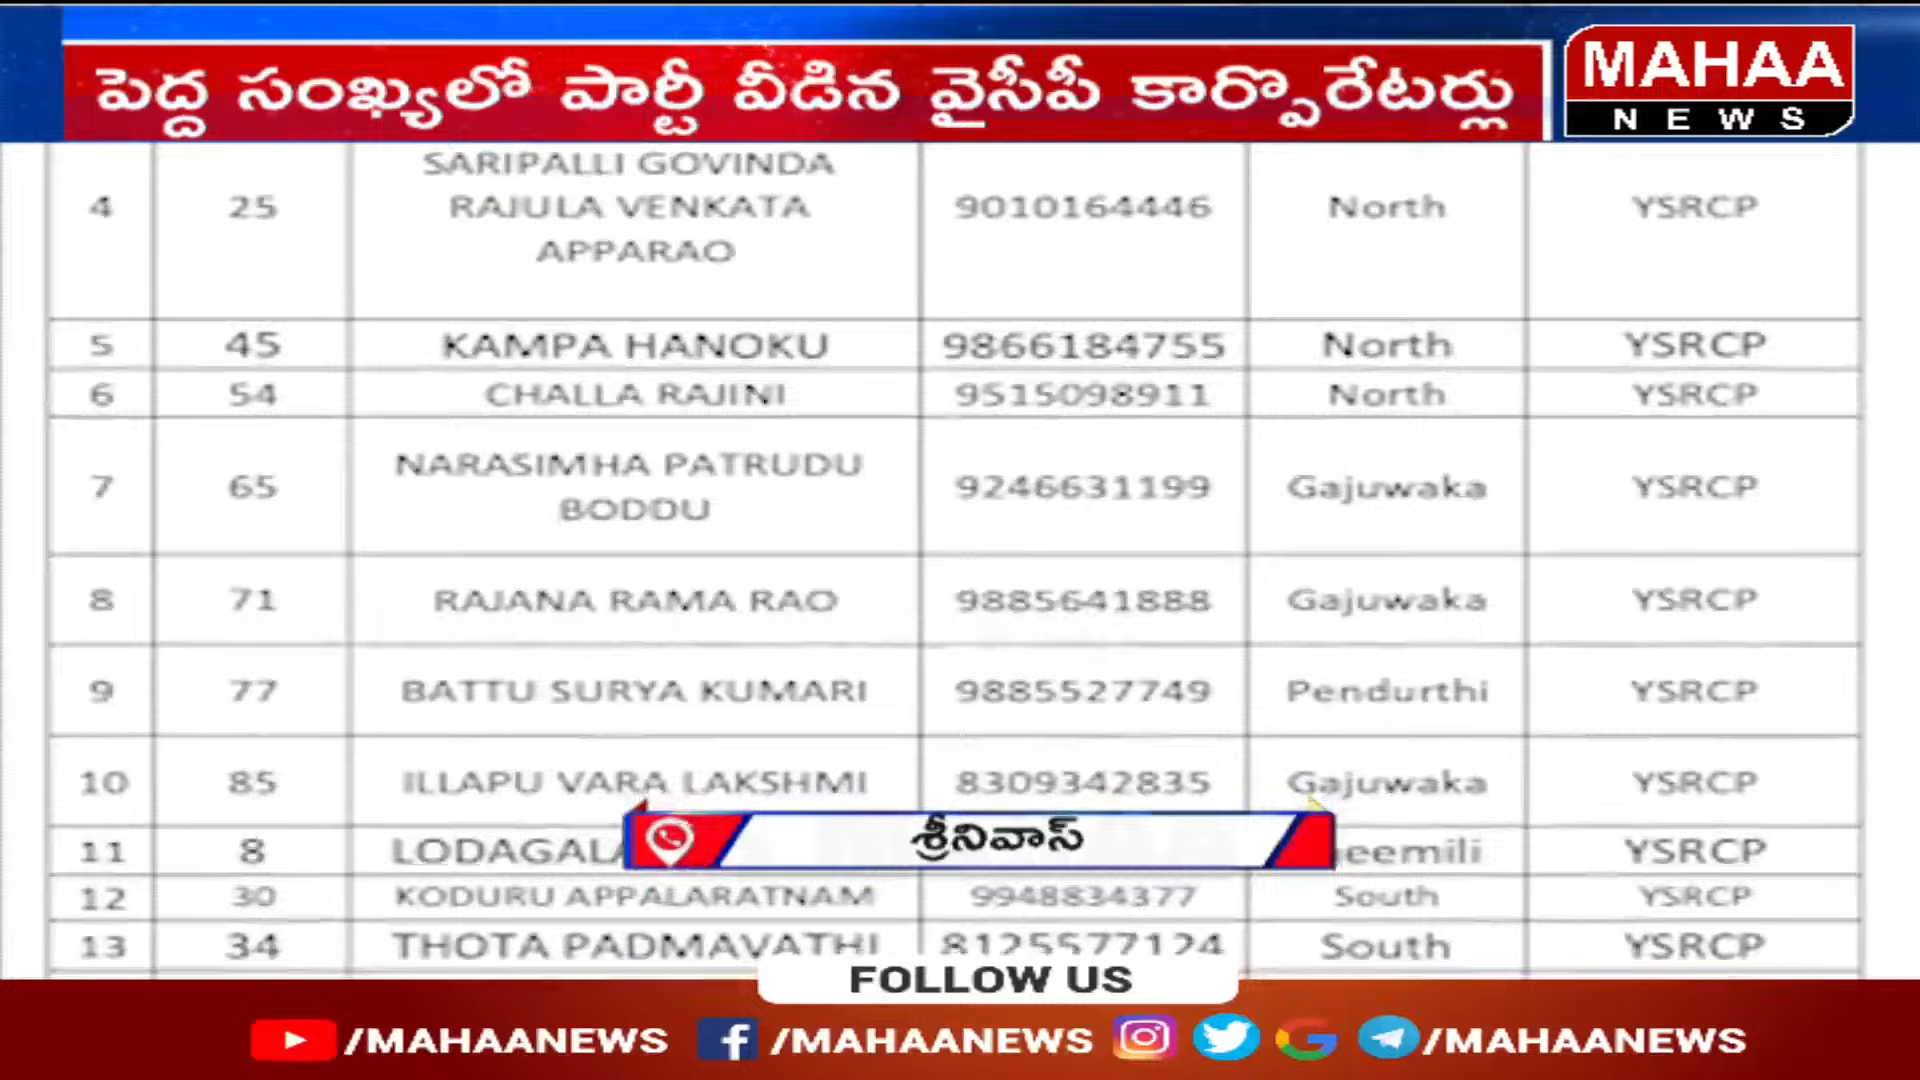 పెద్ద సంఖ్యలో పార్టీ వీడిన వైసీపీ కార్పొరేటర్లు
MAHAA
NEWS
4 25 SARIPALLI GOVINDA RAJULA VENKATA APPARAO 9010164446 North YSRCP
5 45 KAMPA HANOKU 9866184755 North YSRCP
6 54 CHALLA RAJINI 9515098911 North YSRCP
7 65 NARASIMHA PATRUDU BODDU 9246631199 Gajuwaka YSRCP
8 71 RAJANA RAMA RAO 9885641888 Gajuwaka YSRCP
9 77 BATTU SURYA KUMARI 9885527749 Pendurthi YSRCP
10 85 ILLAPU VARA LAKSHMI 8309342835 Gajuwaka YSRCP
11 8 YSRCP
శ్రీనివాస్
12 30 KODURU APPALARATNAM 9948834377 South YSRCP
13 34 THOTA PADMAVATHI 8125577124 South YSRCP
FOLLOW US
/MAHAANEWS /MAHAANEWS /MAHAANEWS